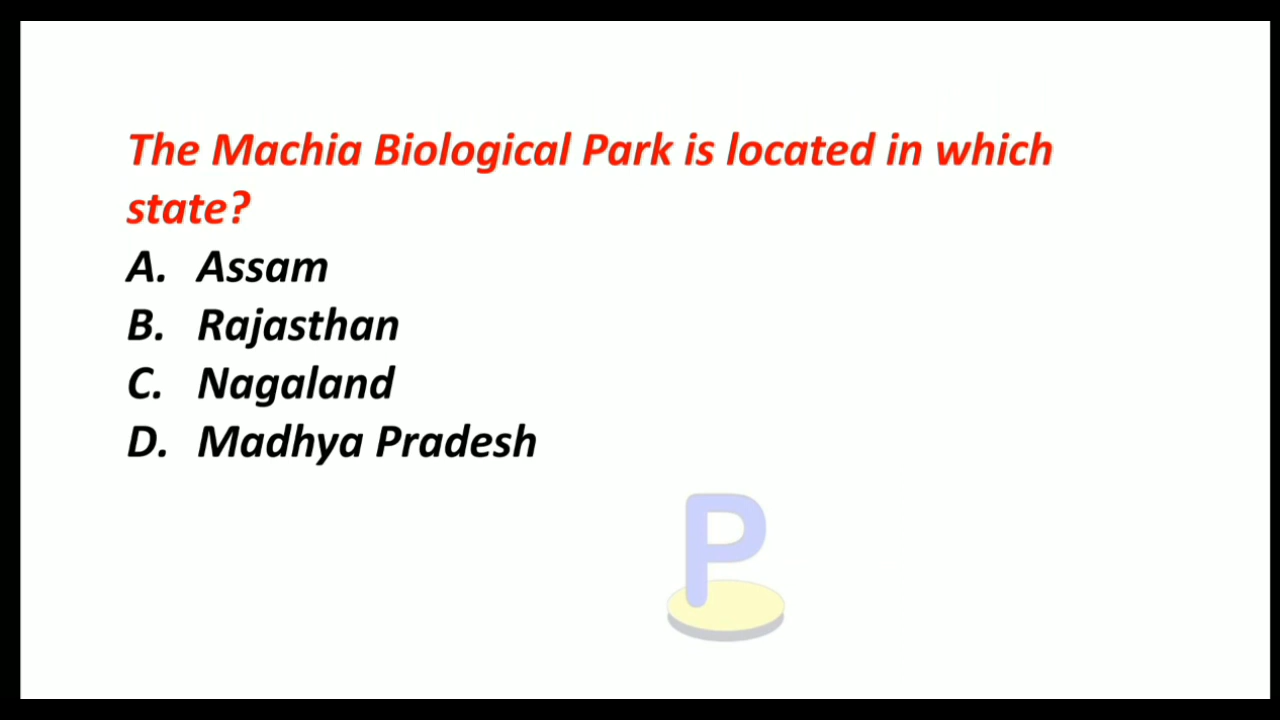 The Machia Biological Park is located in which
state?
A. Assam
B. Rajasthan
C. Nagaland
D. Madhya Pradesh
P